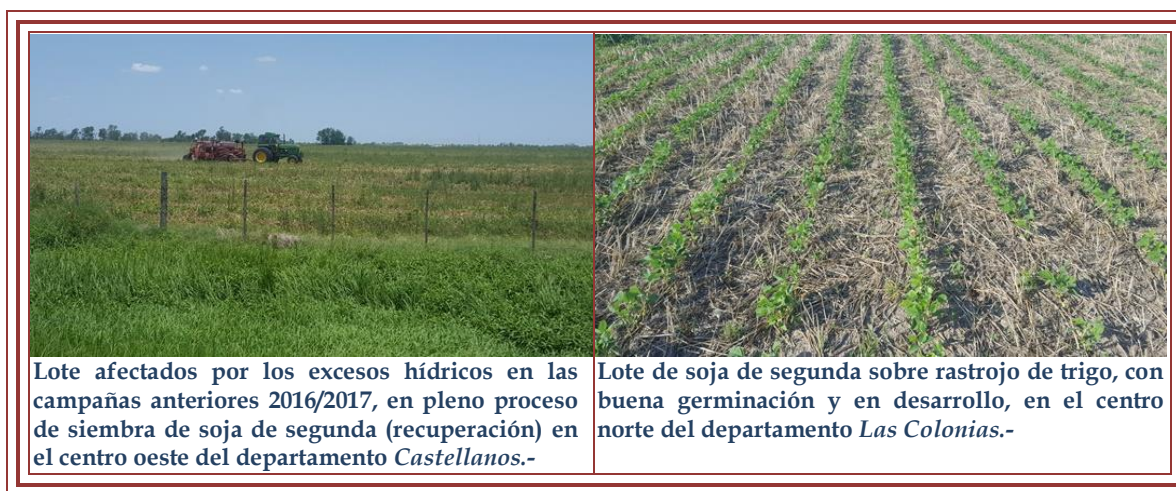 Lote afectados por los excesos hídricos en las
campañas anteriores 2016/2017, en pleno proceso
de siembra de soja de segunda (recuperación) en
el centro oeste del departamento Castellanos.-
Lote de soja de segunda sobre rastrojo de trigo, con
buena germinación y en desarrollo, en el centro
norte del departamento Las Colonias.-